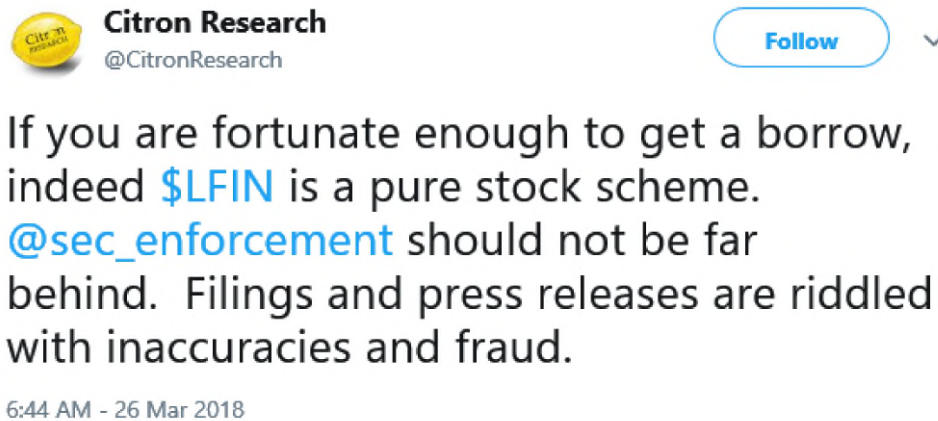 Citron Research
@CitronResearch
Follow
Citron
RESEARCH
If you are fortunate enough to get a borrow,
indeed $LFIN is a pure stock scheme.
@sec_enforcement should not be far
behind.  Filings and press releases are riddled
with inaccuracies and fraud.
6:44 AM - 26 Mar 2018